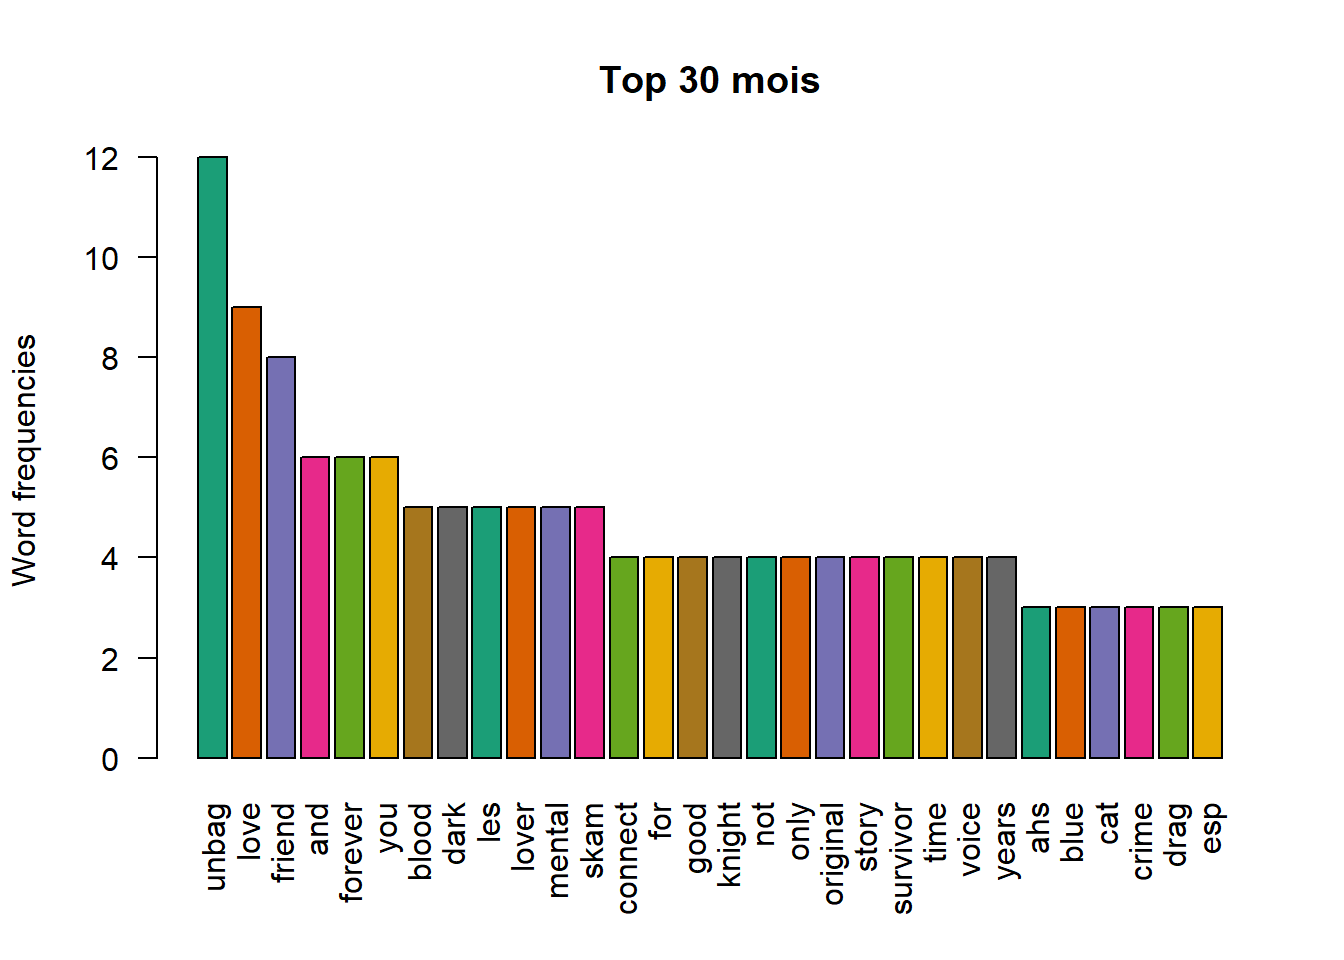 Top 30 mois
Word frequencies
12
10
8
6
4
2
0
unbag
love
friend
and
forever
you
blood
dark
les
lover
mental
skam
connect
for
good
knight
not
only
original
story
survivor
time
voice
years
ahs
blue
cat
crime
drag
esp